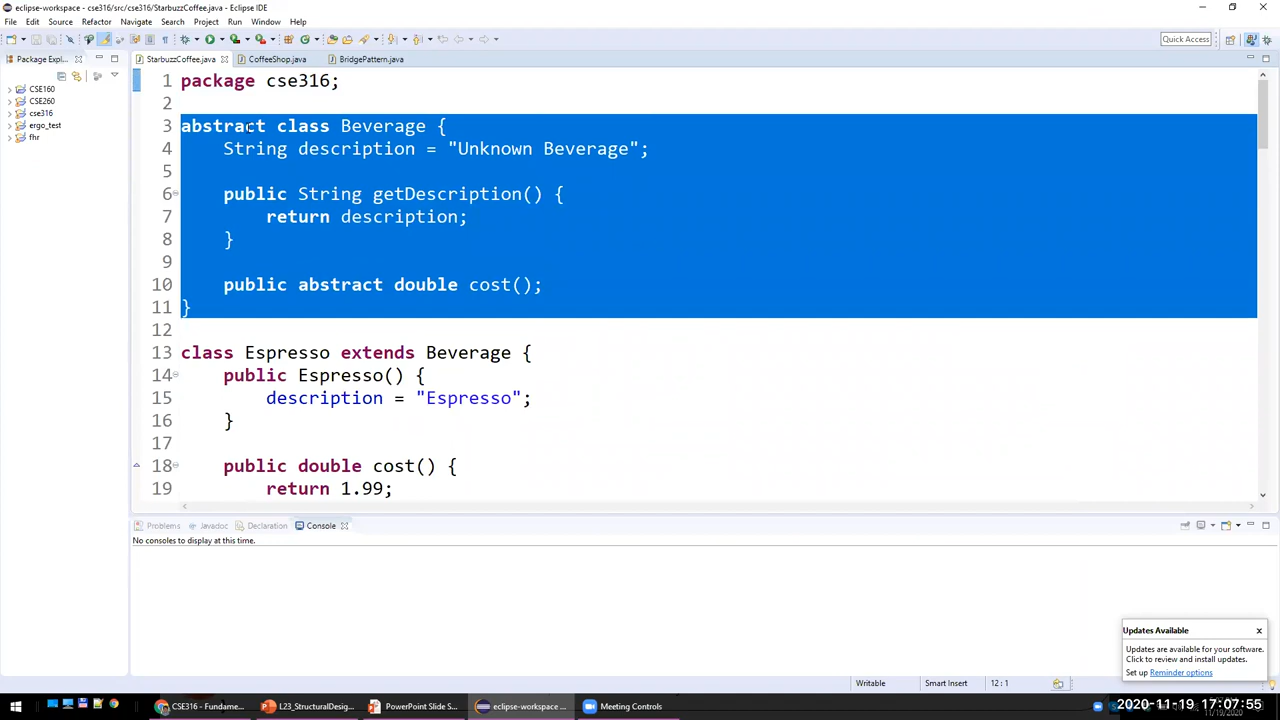 eclipse-workspace - cse316/src/cse316/StarbuzzCoffee.java - Eclipse IDE
File Edit Source Refactor Navigate Search Project Run Window Help
Quick Access
Package Expl...
StarbuzzCoffee.java CoffeeShop.java BridgePattern.java
CSE160
CSE260
cse316
ergo_test
fhr
1 package cse316;
2
3 abstract class Beverage {
4 String description = "Unknown Beverage";
5
6 public String getDescription() {
7 return description;
8 }
9
10 public abstract double cost();
11 }
12
13 class Espresso extends Beverage {
14 public Espresso() {
15 description = "Espresso";
16 }
17
18 public double cost() {
19 return 1.99;
Problems Javadoc Declaration Console
No consoles to display at this time.
Updates Available
Updates are available for your software.
Click to review and install updates.
Set up Reminder options
Writable Smart Insert 12 : 1
CSE316 - Fundame... L23_StructuralDesig... PowerPoint Slide S... eclipse-workspace ... Meeting Controls
2020-11-19 17:07:55
11/19/2020